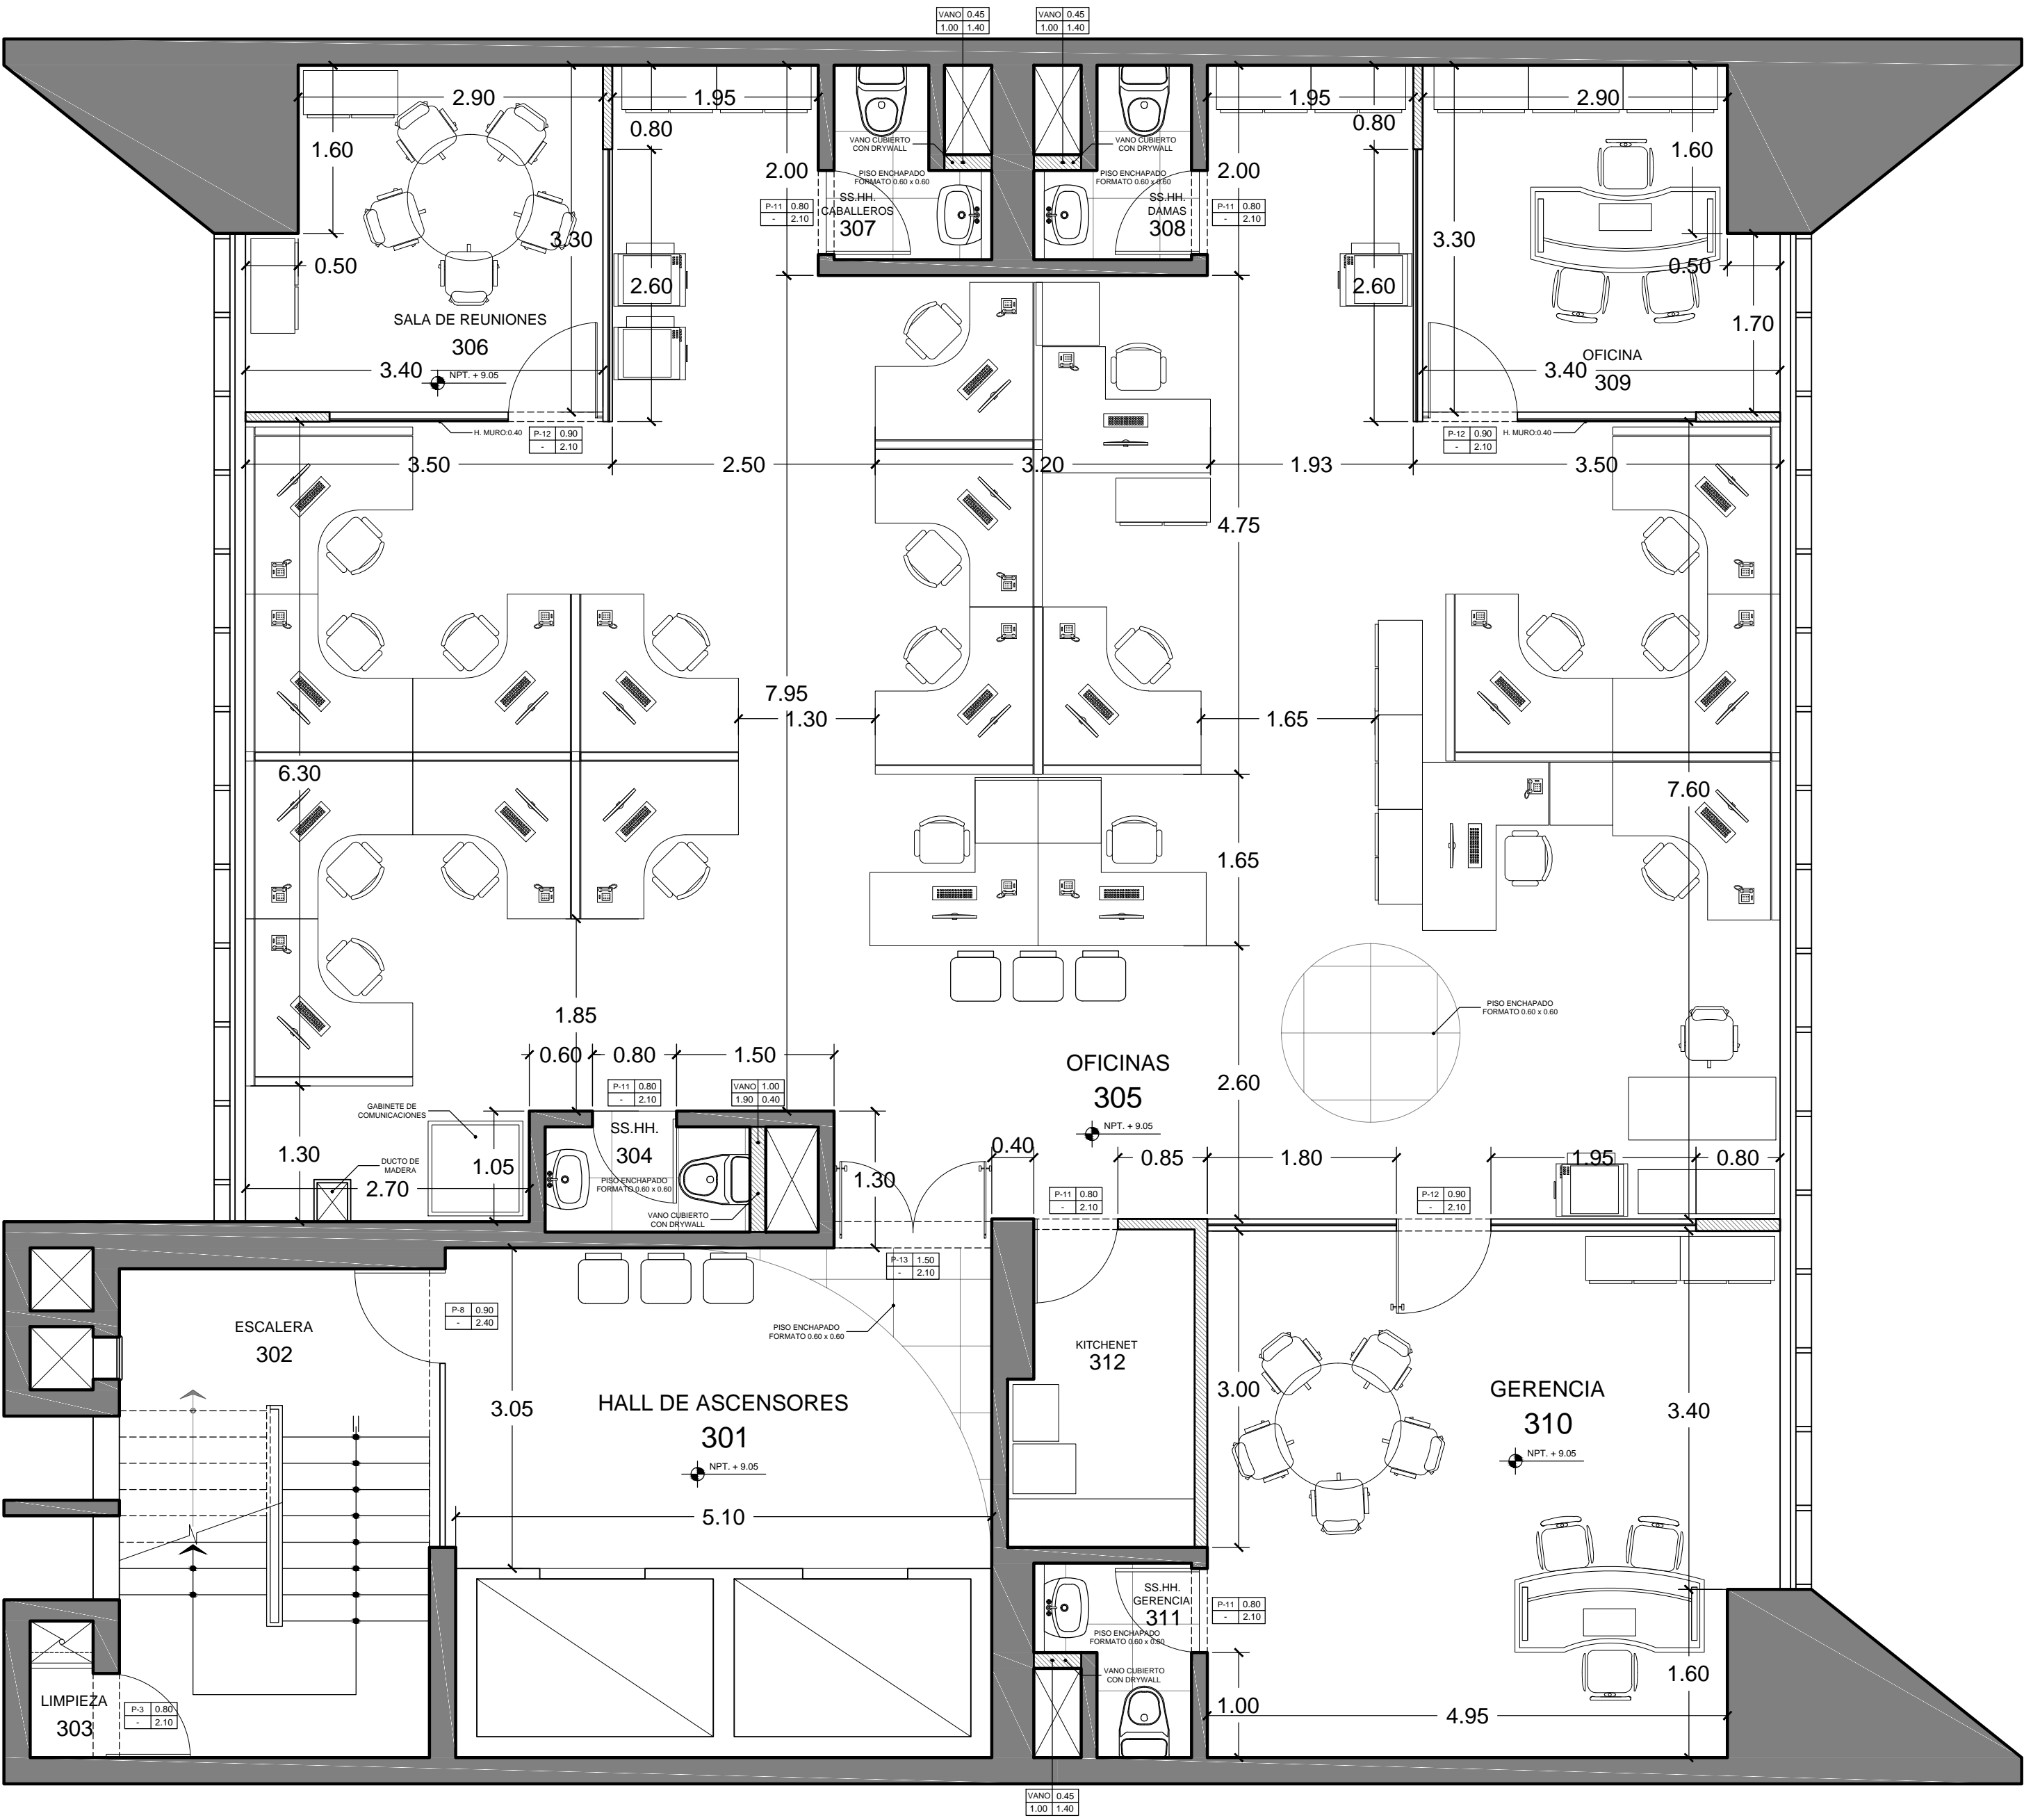 VANO 0.45
1.00 1.40
VANO 0.45
1.00 1.40
2.90
1.95
1.95
2.90
1.60
0.80
0.80
1.60
VANO CUBIERTO
CON DRYWALL
VANO CUBIERTO
CON DRYWALL
2.00
2.00
PISO ENCHAPADO
FORMATO 0.60 x 0.60
PISO ENCHAPADO
FORMATO 0.60 x 0.60
P-11 0.80
- 2.10
SS.HH.
CABALLEROS
307
SS.HH.
DAMAS
308
P-11 0.80
- 2.10
3.30
3.30
0.50
0.50
2.60
2.60
SALA DE REUNIONES
306
1.70
OFICINA
309
3.40
NPT. + 9.05
3.40
H. MURO:0.40
P-12 0.90
- 2.10
P-12 0.90
- 2.10
H. MURO:0.40
3.50
2.50
3.20
1.93
3.50
4.75
7.95
1.30
1.65
6.30
7.60
1.65
1.85
PISO ENCHAPADO
FORMATO 0.60 x 0.60
0.60
0.80
1.50
OFICINAS
305
NPT. + 9.05
2.60
P-11 0.80
- 2.10
VANO 1.00
1.90 0.40
GABINETE DE
COMUNICACIONES
SS.HH.
304
1.30
1.05
DUCTO DE
MADERA
2.70
PISO ENCHAPADO
FORMATO 0.60 x 0.60
VANO CUBIERTO
CON DRYWALL
1.30
0.40
0.85
1.80
1.95
0.80
P-11 0.80
- 2.10
P-12 0.90
- 2.10
P-13 1.50
- 2.10
P-8 0.90
- 2.40
ESCALERA
302
PISO ENCHAPADO
FORMATO 0.60 x 0.60
KITCHENET
312
3.05
HALL DE ASCENSORES
301
NPT. + 9.05
3.00
GERENCIA
310
NPT. + 9.05
3.40
5.10
SS.HH.
GERENCIA
311
P-11 0.80
- 2.10
PISO ENCHAPADO
FORMATO 0.60 x 0.60
VANO CUBIERTO
CON DRYWALL
1.60
LIMPIEZA
303
P-3 0.80
- 2.10
1.00
4.95
VANO 0.45
1.00 1.40